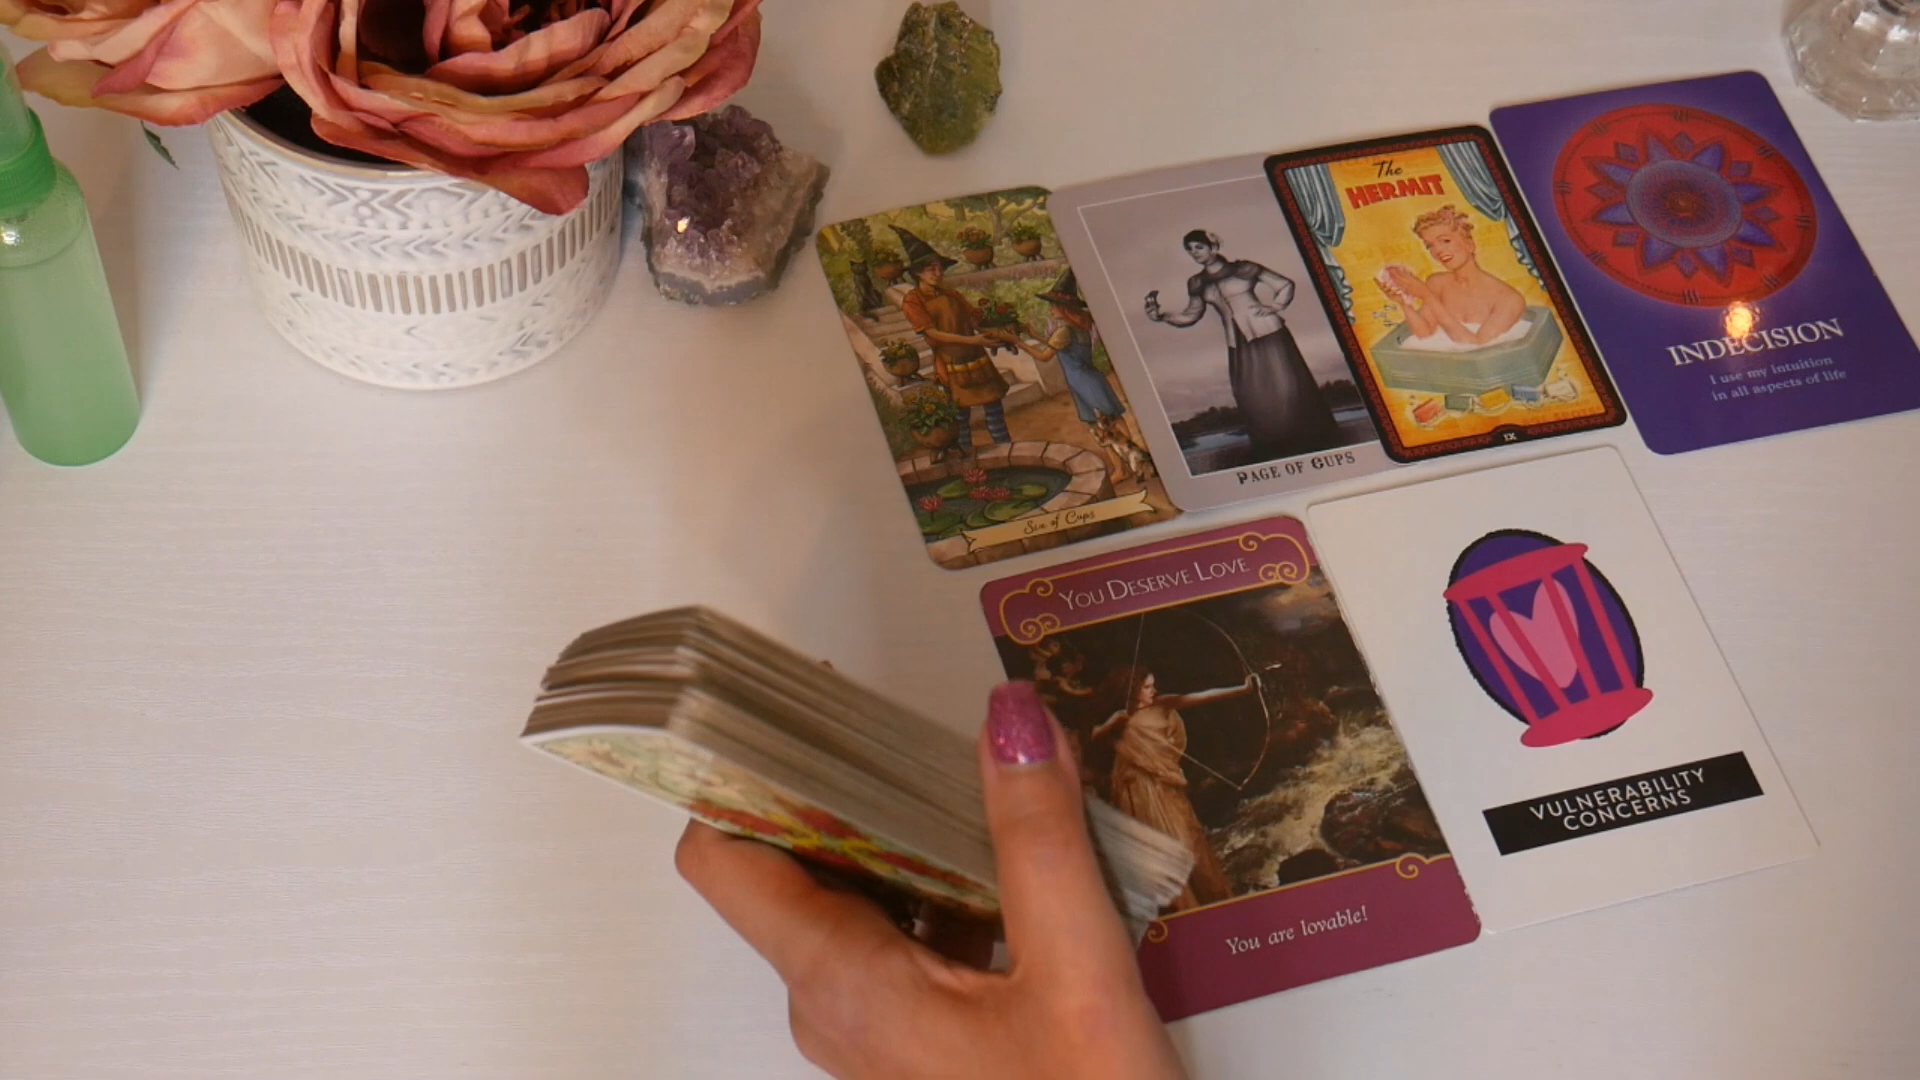 Six of Cups
PAGE OF CUPS
The
HERMIT
IX
INDECISION
I use my intuition
in all aspects of life
YOU DESERVE LOVE
You are lovable!
VULNERABILITY
CONCERNS